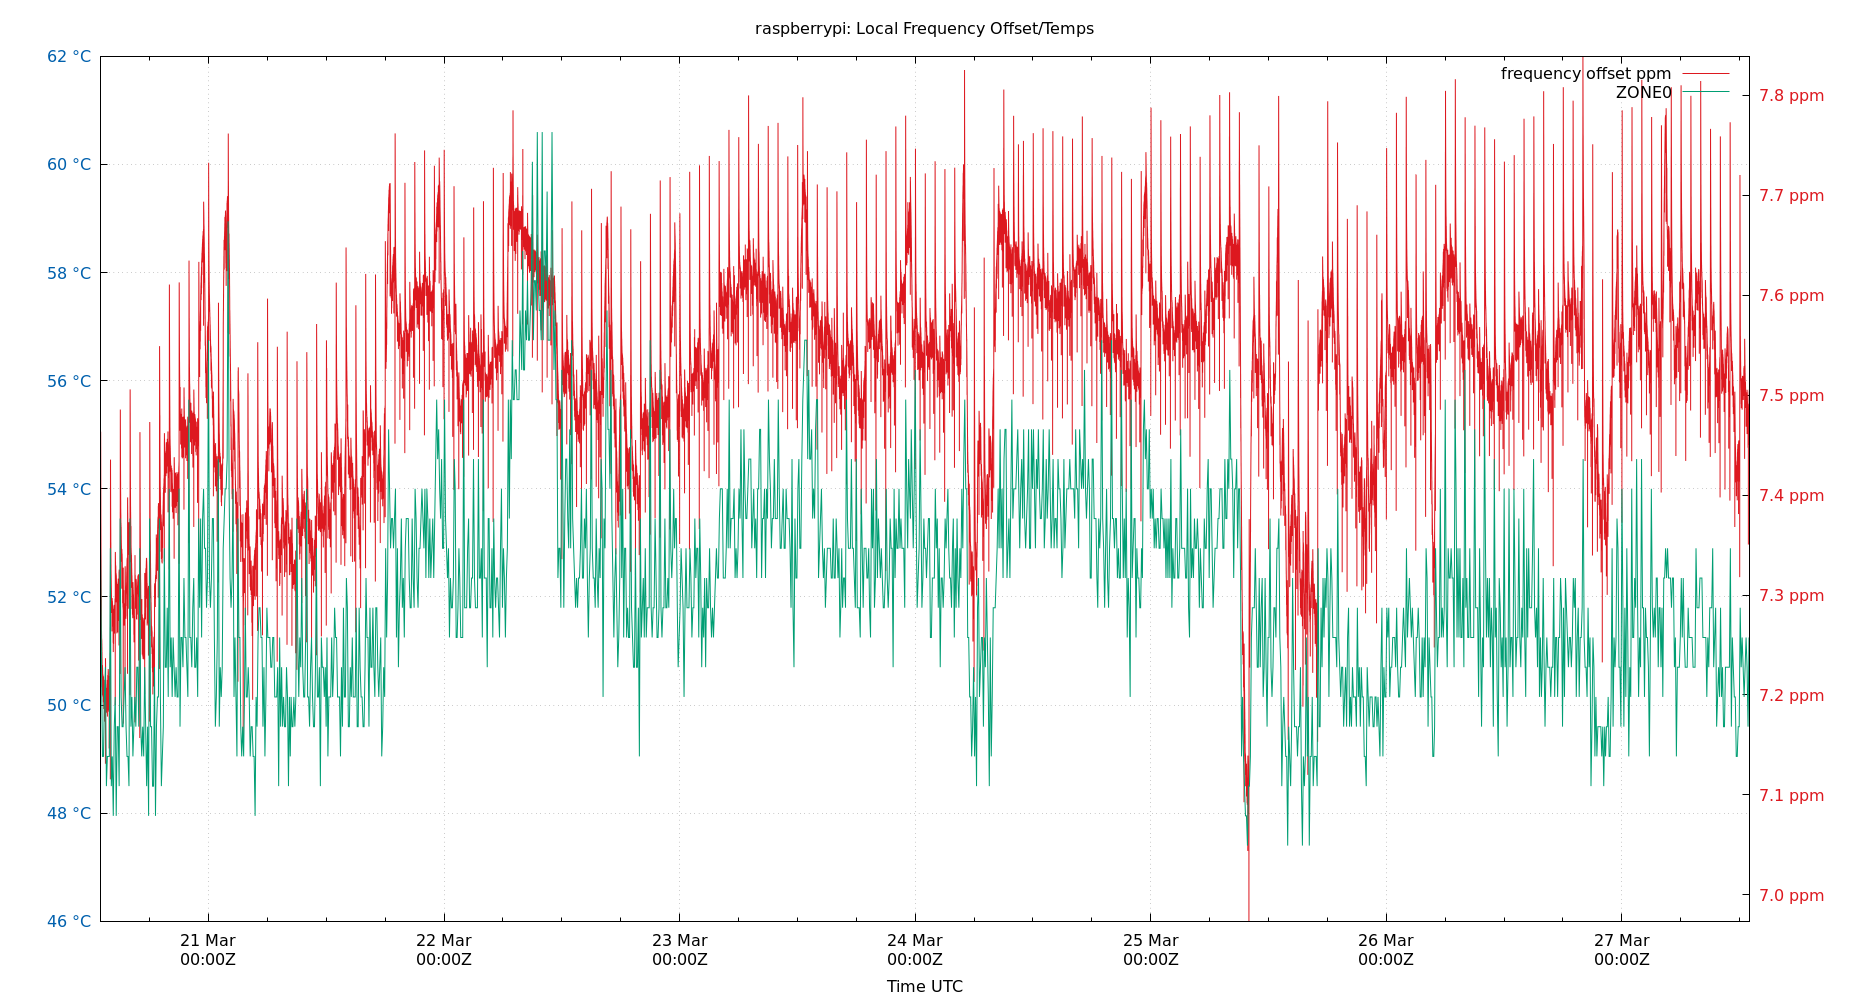 raspberrypi: Local Frequency Offset/Temps
62 °C
60 °C
58 °C
56 °C
54 °C
52 °C
50 °C
48 °C
46 °C
frequency offset ppm
ZONE0
7.8 ppm
7.7 ppm
7.6 ppm
7.5 ppm
7.4 ppm
7.3 ppm
7.2 ppm
7.1 ppm
7.0 ppm
21 Mar 22 Mar 23 Mar 24 Mar 25 Mar 26 Mar 27 Mar
00:00Z 00:00Z 00:00Z 00:00Z 00:00Z 00:00Z 00:00Z
Time UTC